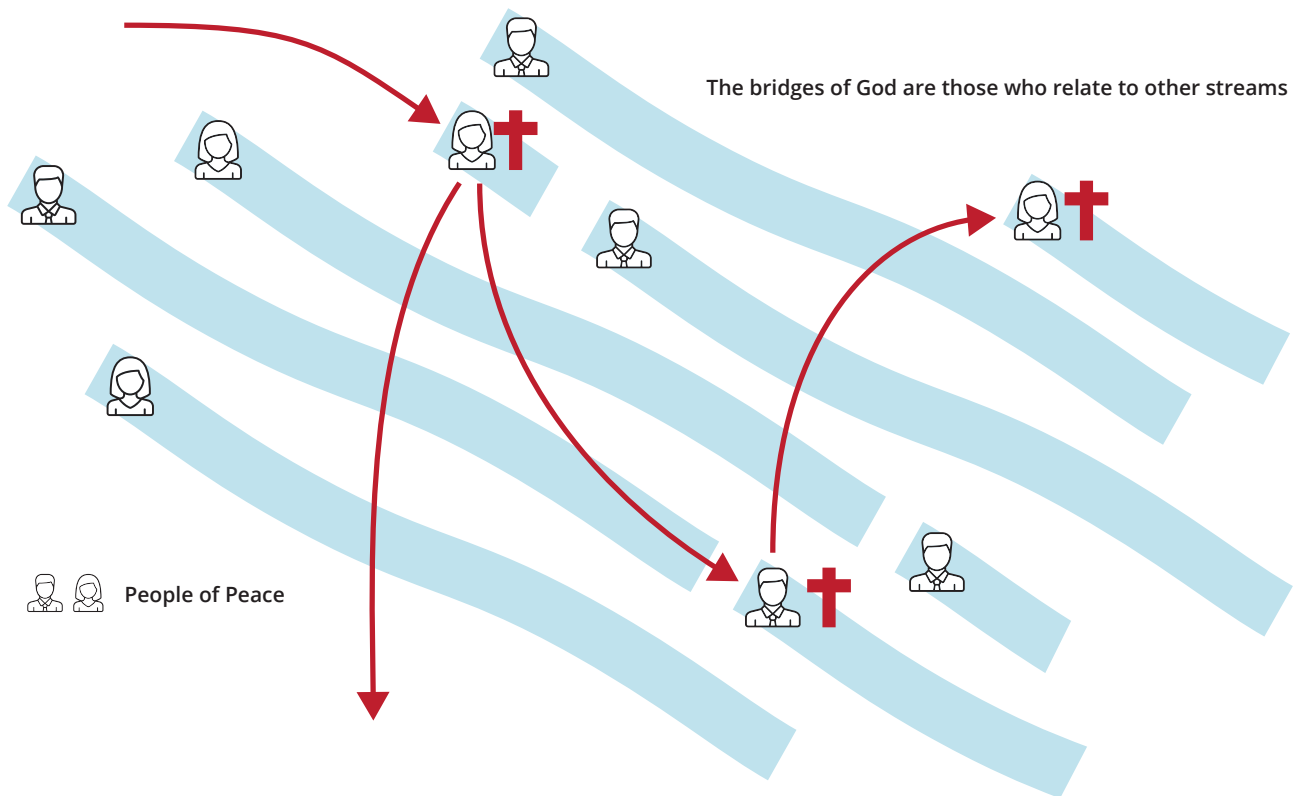 The bridges of God are those who relate to other streams
People of Peace